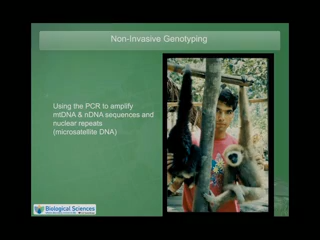 Non-Invasive Genotyping
Using the PCR to amplify
mtDNA & nDNA sequences and
nuclear repeats
(microsatellite DNA)
Biological Sciences